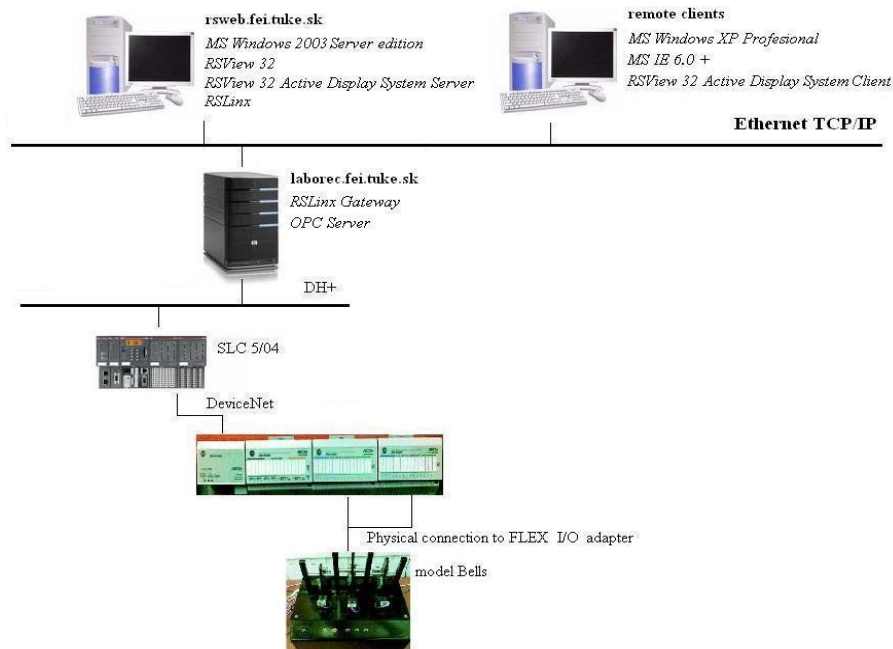 rsweb.fei.tuke.sk
MS Windows 2003 Server edition
RSView 32
RSView 32 Active Display System Server
RSLinx
remote clients
MS Windows XP Profesional
MS IE 6.0 +
RSView 32 Active Display System Client
Ethernet TCP/IP
laborec.fei.tuke.sk
RSLinx Gateway
OPC Server
DH+
SLC 5/04
DeviceNet
Physical connection to FLEX I/O adapter
model Bells